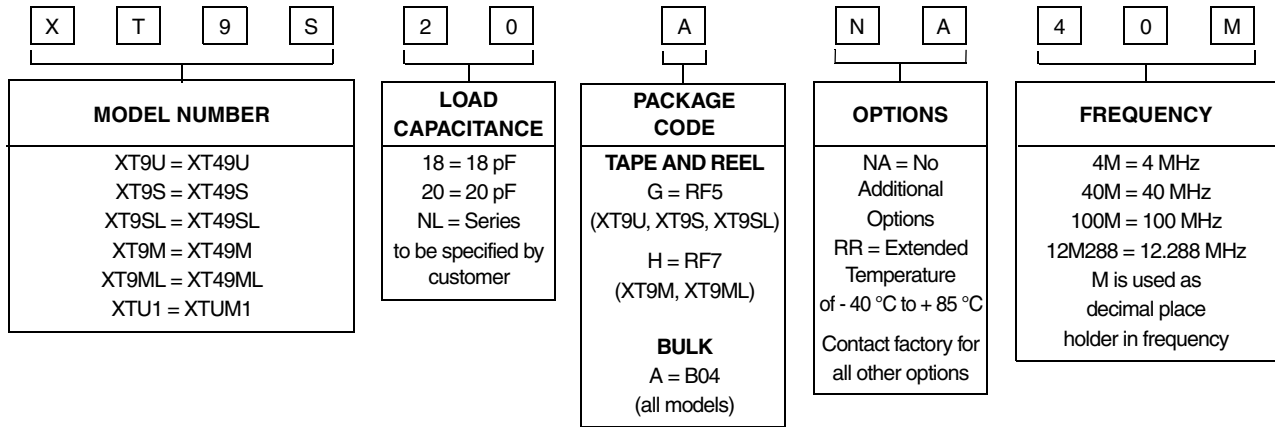 X T 9 S 2 0 A N A 4 0 M
MODEL NUMBER
XT9U = XT49U
XT9S = XT49S
XT9SL = XT49SL
XT9M = XT49M
XT9ML = XT49ML
XTU1 = XTUM1
LOAD
CAPACITANCE
18 = 18 pF
20 = 20 pF
NL = Series
to be specified by
customer
PACKAGE
CODE
TAPE AND REEL
G = RF5
(XT9U, XT9S, XT9SL)
H = RF7
(XT9M, XT9ML)
BULK
A = B04
(all models)
OPTIONS
NA = No
Additional
Options
RR = Extended
Temperature
of - 40 °C to + 85 °C
Contact factory for
all other options
FREQUENCY
4M = 4 MHz
40M = 40 MHz
100M = 100 MHz
12M288 = 12.288 MHz
M is used as
decimal place
holder in frequency